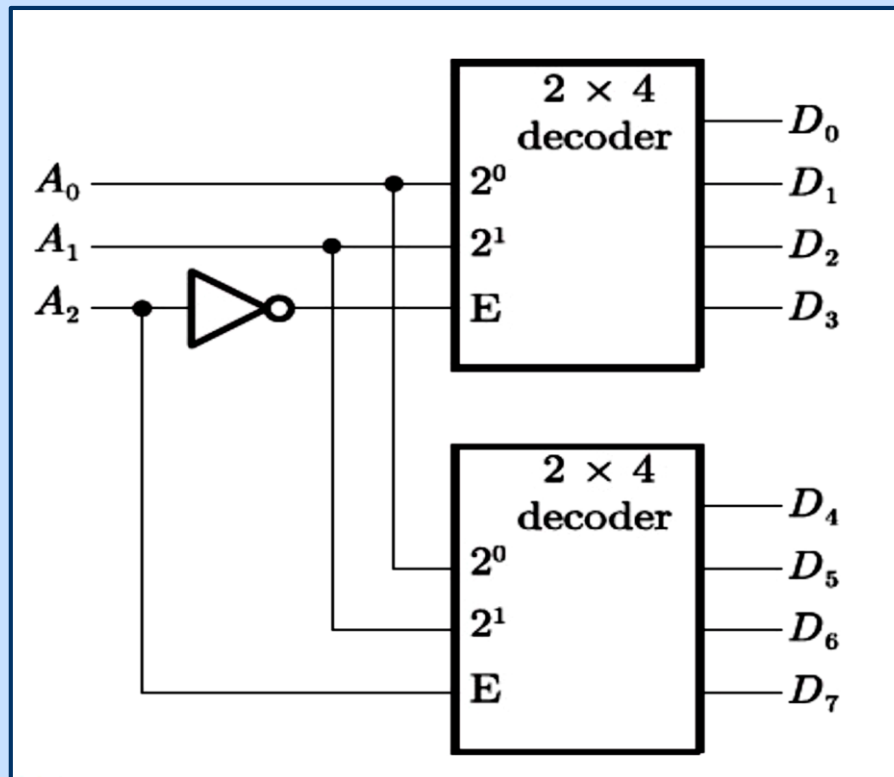 2 × 4
decoder
D₀
A₀
2⁰
D₁
A₁
2¹
D₂
A₂
E
D₃
2 × 4
decoder
D₄
2⁰
D₅
2¹
D₆
E
D₇